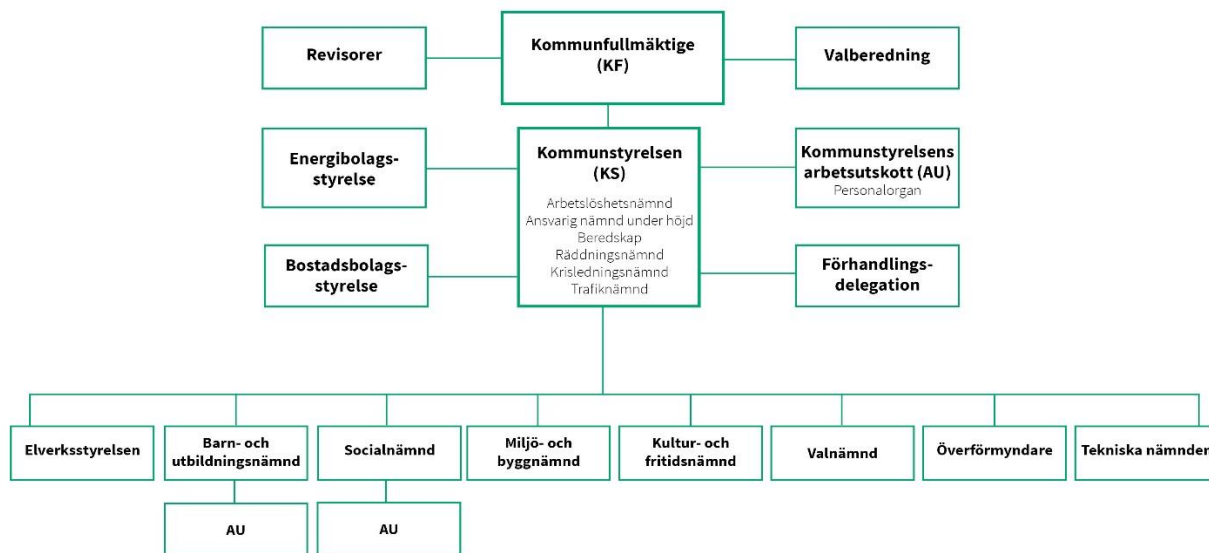 Revisorer
Kommunfullmäktige
(KF)
Valberedning
Energibolags-
styrelse
Kommunstyrelsen
(KS)
Arbetslöshetsnämnd
Ansvarig nämnd under höjd
Beredskap
Räddningsnämnd
Krisledningsnämnd
Trafiknämnd
Kommunstyrelsens
arbetsutskott (AU)
Personalorgan
Bostadsbolags-
styrelse
Förhandlings-
delegation
Elverksstyrelsen
Barn- och
utbildningsnämnd
Socialnämnd
Miljö- och
byggnämnd
Kultur- och
fritidsnämnd
Valnämnd
Överförmyndare
Tekniska nämnden
AU
AU